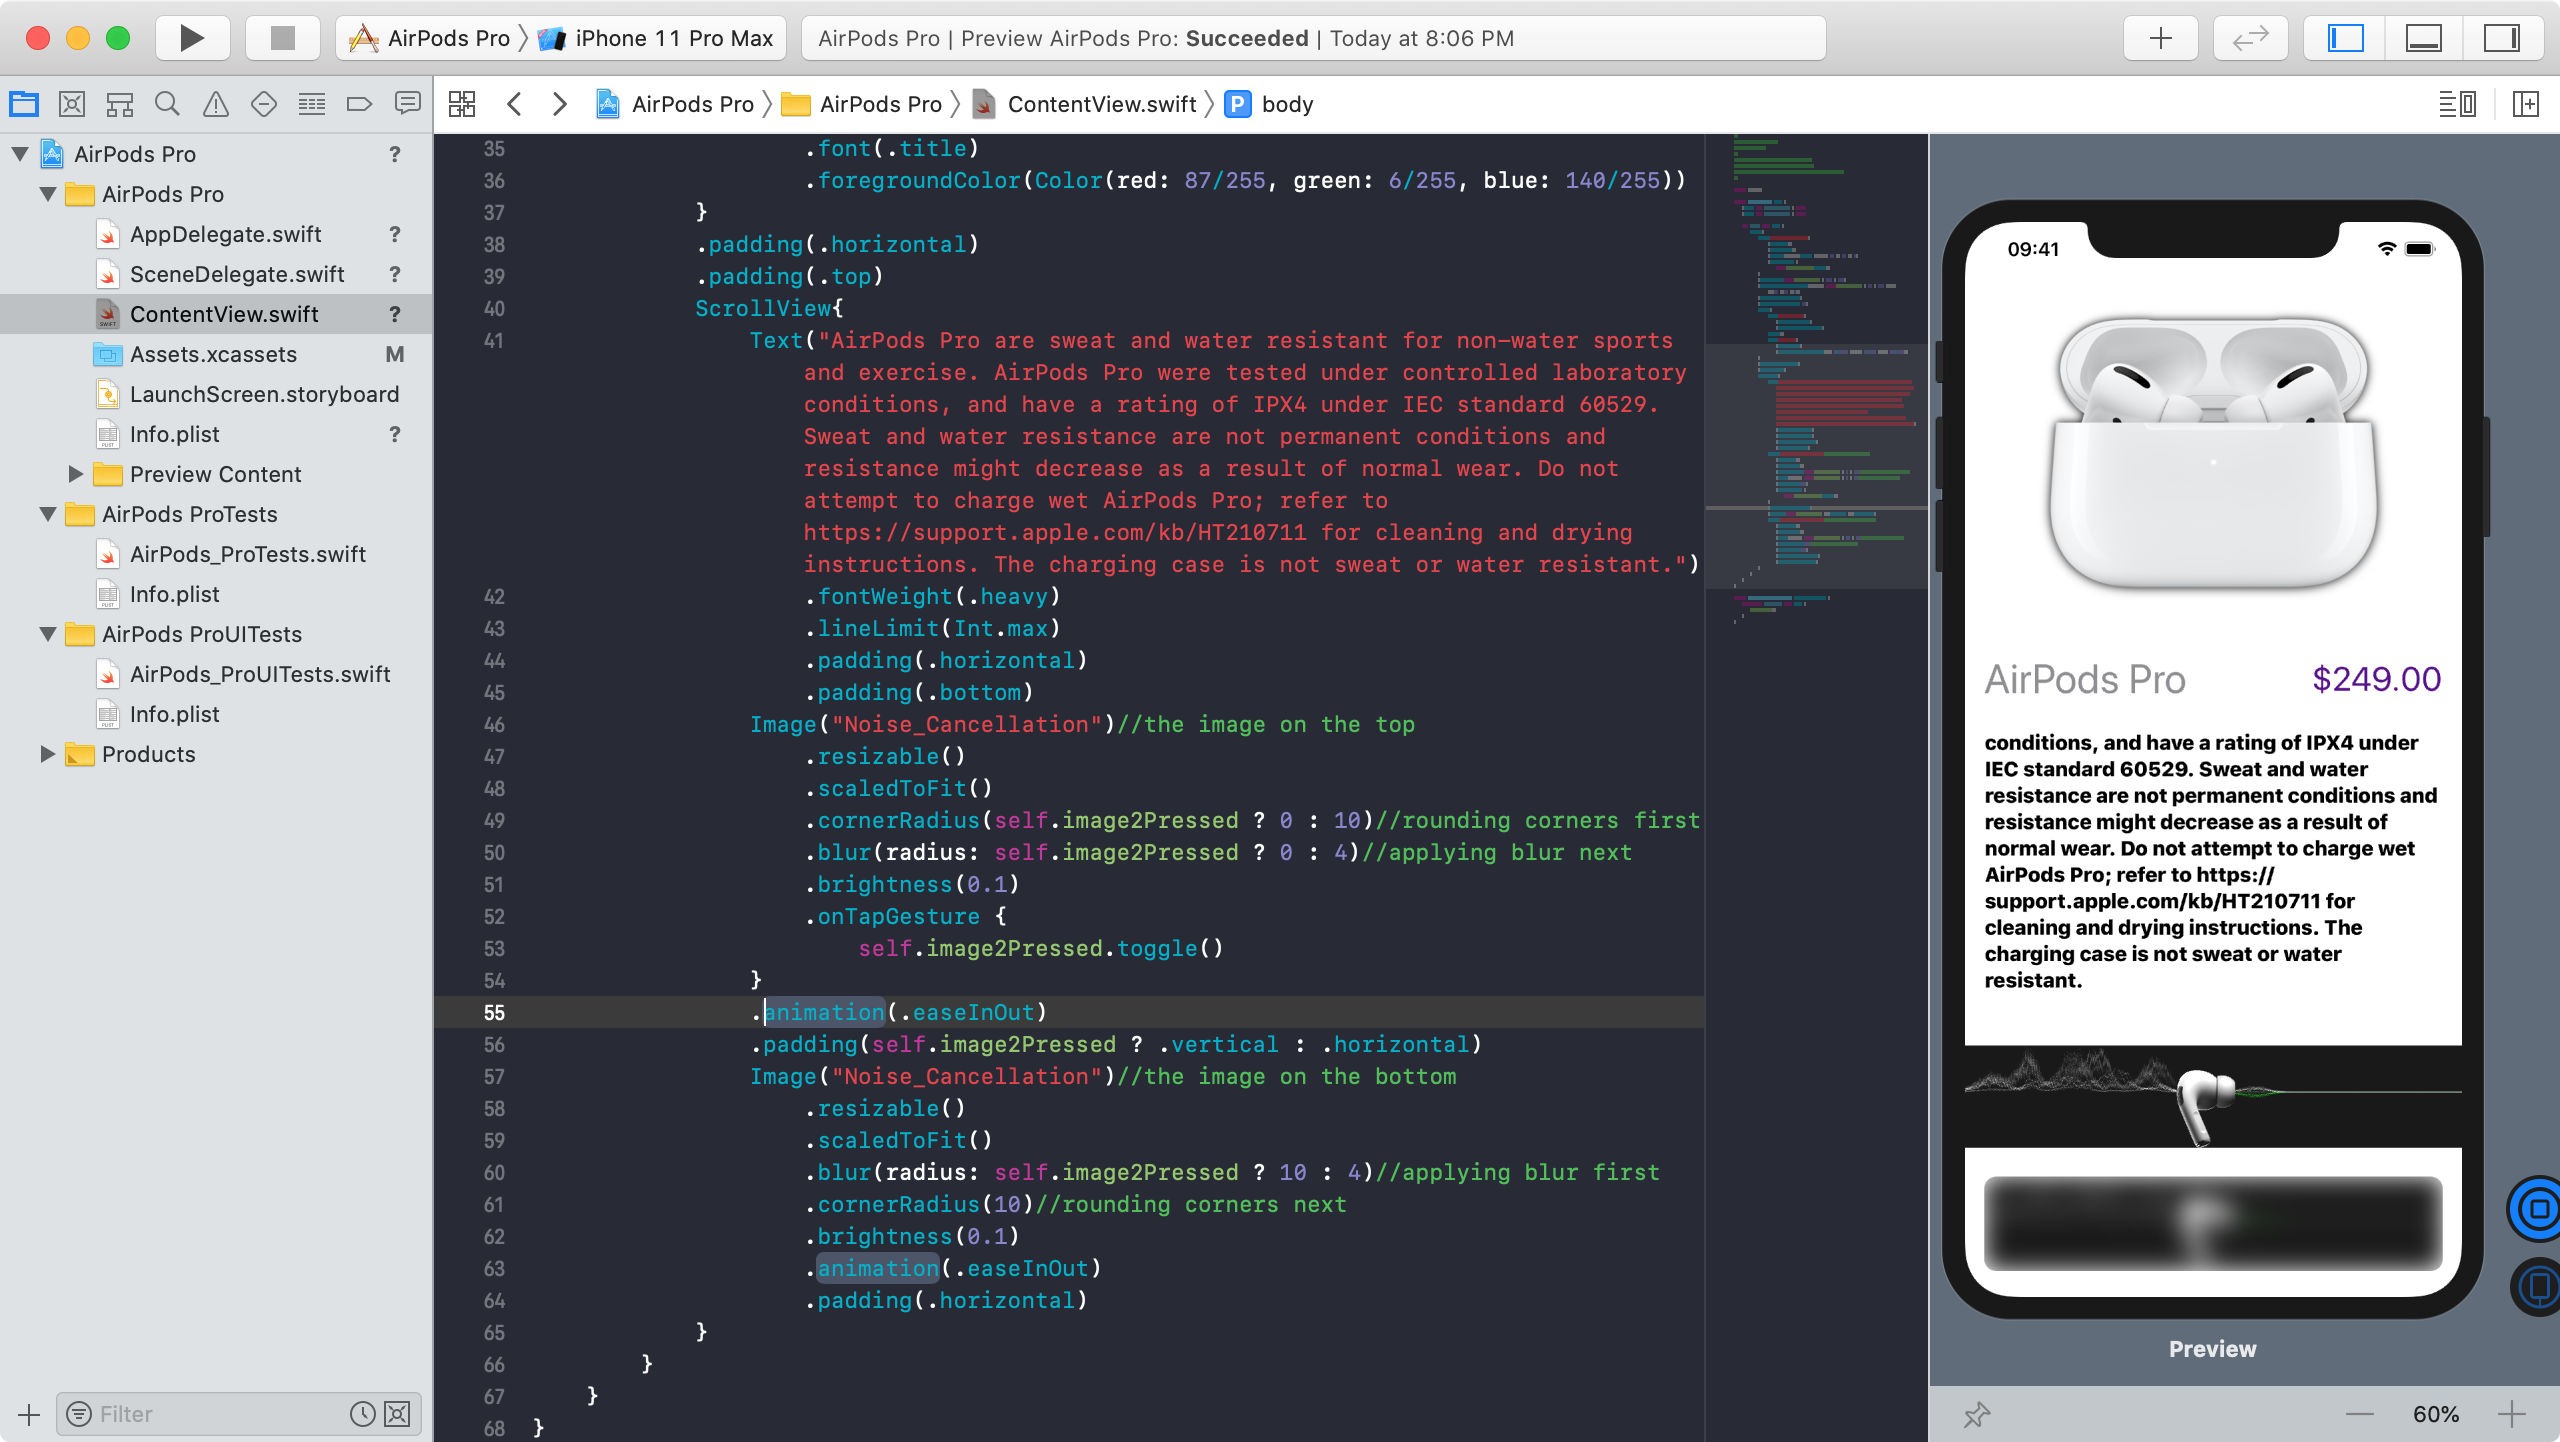 AirPods Pro
iPhone 11 Pro Max
AirPods Pro | Preview AirPods Pro: Succeeded | Today at 8:06 PM
AirPods Pro
AirPods Pro
ContentView.swift
P
body
AirPods Pro ?
AirPods Pro
AppDelegate.swift ?
SceneDelegate.swift ?
ContentView.swift ?
Assets.xcassets M
LaunchScreen.storyboard
Info.plist ?
Preview Content
AirPods ProTests
AirPods_ProTests.swift
Info.plist
AirPods ProUITests
AirPods_ProUITests.swift
Info.plist
Products
Filter
35 .font(.title)
36 .foregroundColor(Color(red: 87/255, green: 6/255, blue: 140/255))
37 }
38 .padding(.horizontal)
39 .padding(.top)
40 ScrollView{
41 Text("AirPods Pro are sweat and water resistant for non-water sports
and exercise. AirPods Pro were tested under controlled laboratory
conditions, and have a rating of IPX4 under IEC standard 60529.
Sweat and water resistance are not permanent conditions and
resistance might decrease as a result of normal wear. Do not
attempt to charge wet AirPods Pro; refer to
https://support.apple.com/kb/HT210711 for cleaning and drying
instructions. The charging case is not sweat or water resistant.")
42 .fontWeight(.heavy)
43 .lineLimit(Int.max)
44 .padding(.horizontal)
45 .padding(.bottom)
46 Image("Noise_Cancellation")//the image on the top
47 .resizable()
48 .scaledToFit()
49 .cornerRadius(self.image2Pressed ? 0 : 10)//rounding corners first
50 .blur(radius: self.image2Pressed ? 0 : 4)//applying blur next
51 .brightness(0.1)
52 .onTapGesture {
53 self.image2Pressed.toggle()
54 }
55 .animation(.easeInOut)
56 .padding(self.image2Pressed ? .vertical : .horizontal)
57 Image("Noise_Cancellation")//the image on the bottom
58 .resizable()
59 .scaledToFit()
60 .blur(radius: self.image2Pressed ? 10 : 4)//applying blur first
61 .cornerRadius(10)//rounding corners next
62 .brightness(0.1)
63 .animation(.easeInOut)
64 .padding(.horizontal)
65 }
66 }
67 }
68 }
09:41
AirPods Pro $249.00
conditions, and have a rating of IPX4 under
IEC standard 60529. Sweat and water
resistance are not permanent conditions and
resistance might decrease as a result of
normal wear. Do not attempt to charge wet
AirPods Pro; refer to https://
support.apple.com/kb/HT210711 for
cleaning and drying instructions. The
charging case is not sweat or water
resistant.
Preview
60%